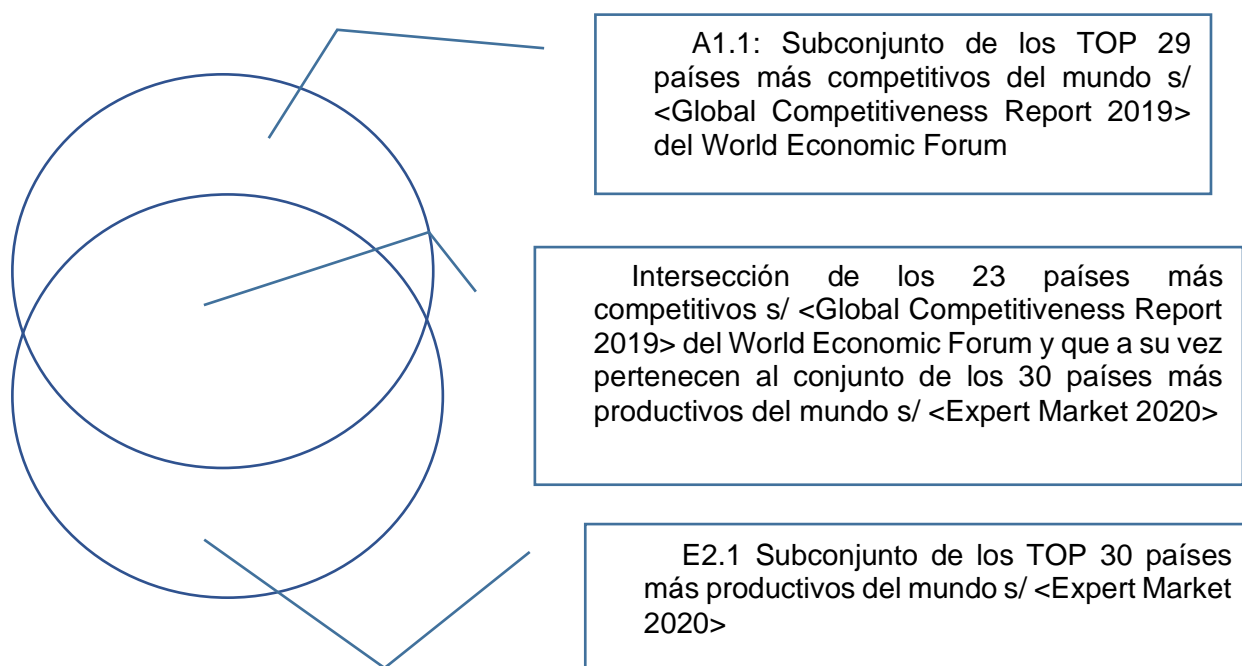 A1.1: Subconjunto de los TOP 29
países más competitivos del mundo s/
<Global Competitiveness Report 2019>
del World Economic Forum
Intersección de los 23 países más
competitivos s/ <Global Competitiveness Report
2019> del World Economic Forum y que a su vez
pertenecen al conjunto de los 30 países más
productivos del mundo s/ <Expert Market 2020>
E2.1 Subconjunto de los TOP 30 países
más productivos del mundo s/ <Expert Market
2020>